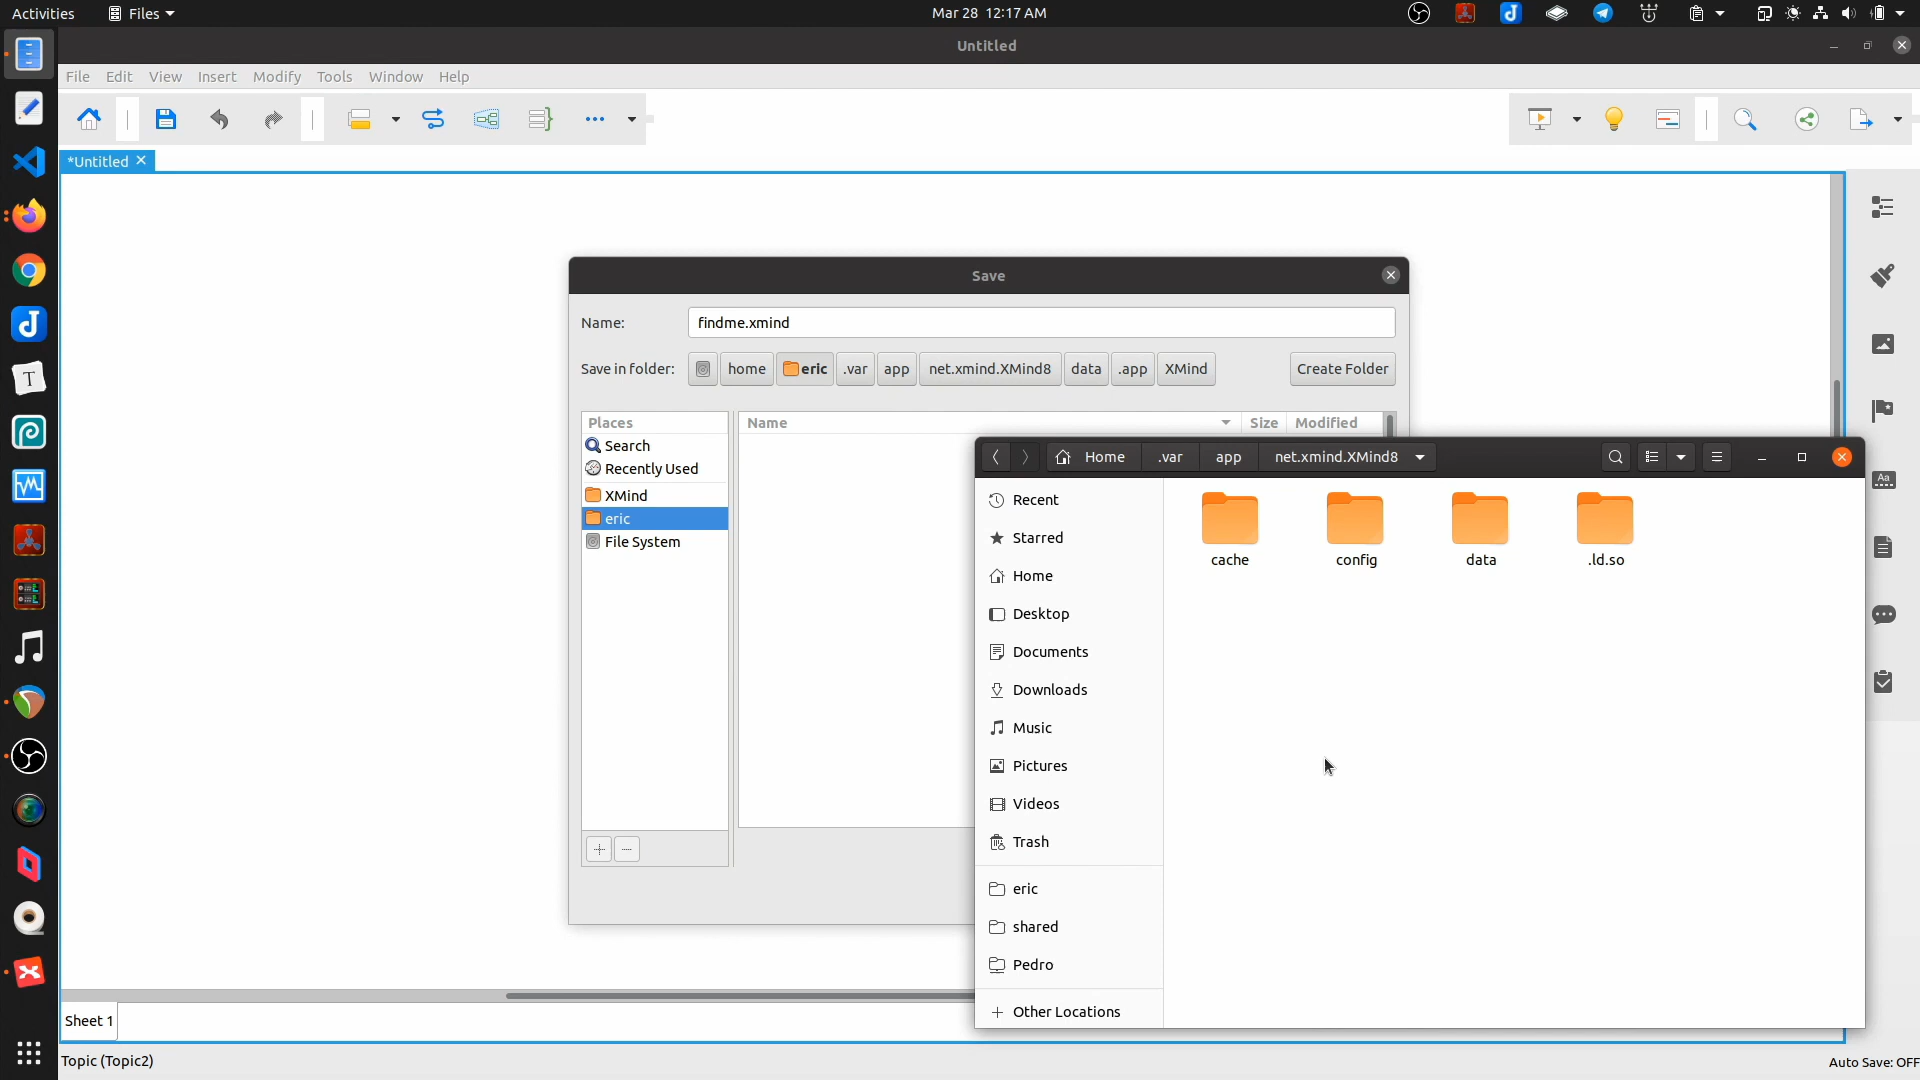 Activities Files Mar 28 12:17 AM
Untitled
File Edit View Insert Modify Tools Window Help
*Untitled
Save
Name: findme.xmind
Save in folder: home eric .var app net.xmind.XMind8 data .app XMind Create Folder
Places
Search
Recently Used
XMind
eric
File System
Name Size Modified
Home .var app net.xmind.XMind8
Recent
Starred
Home
Desktop
Documents
Downloads
Music
Pictures
Videos
Trash
eric
shared
Pedro
Other Locations
cache config data .ld.so
Aa
Sheet 1
Topic (Topic2)
Auto Save: OFF